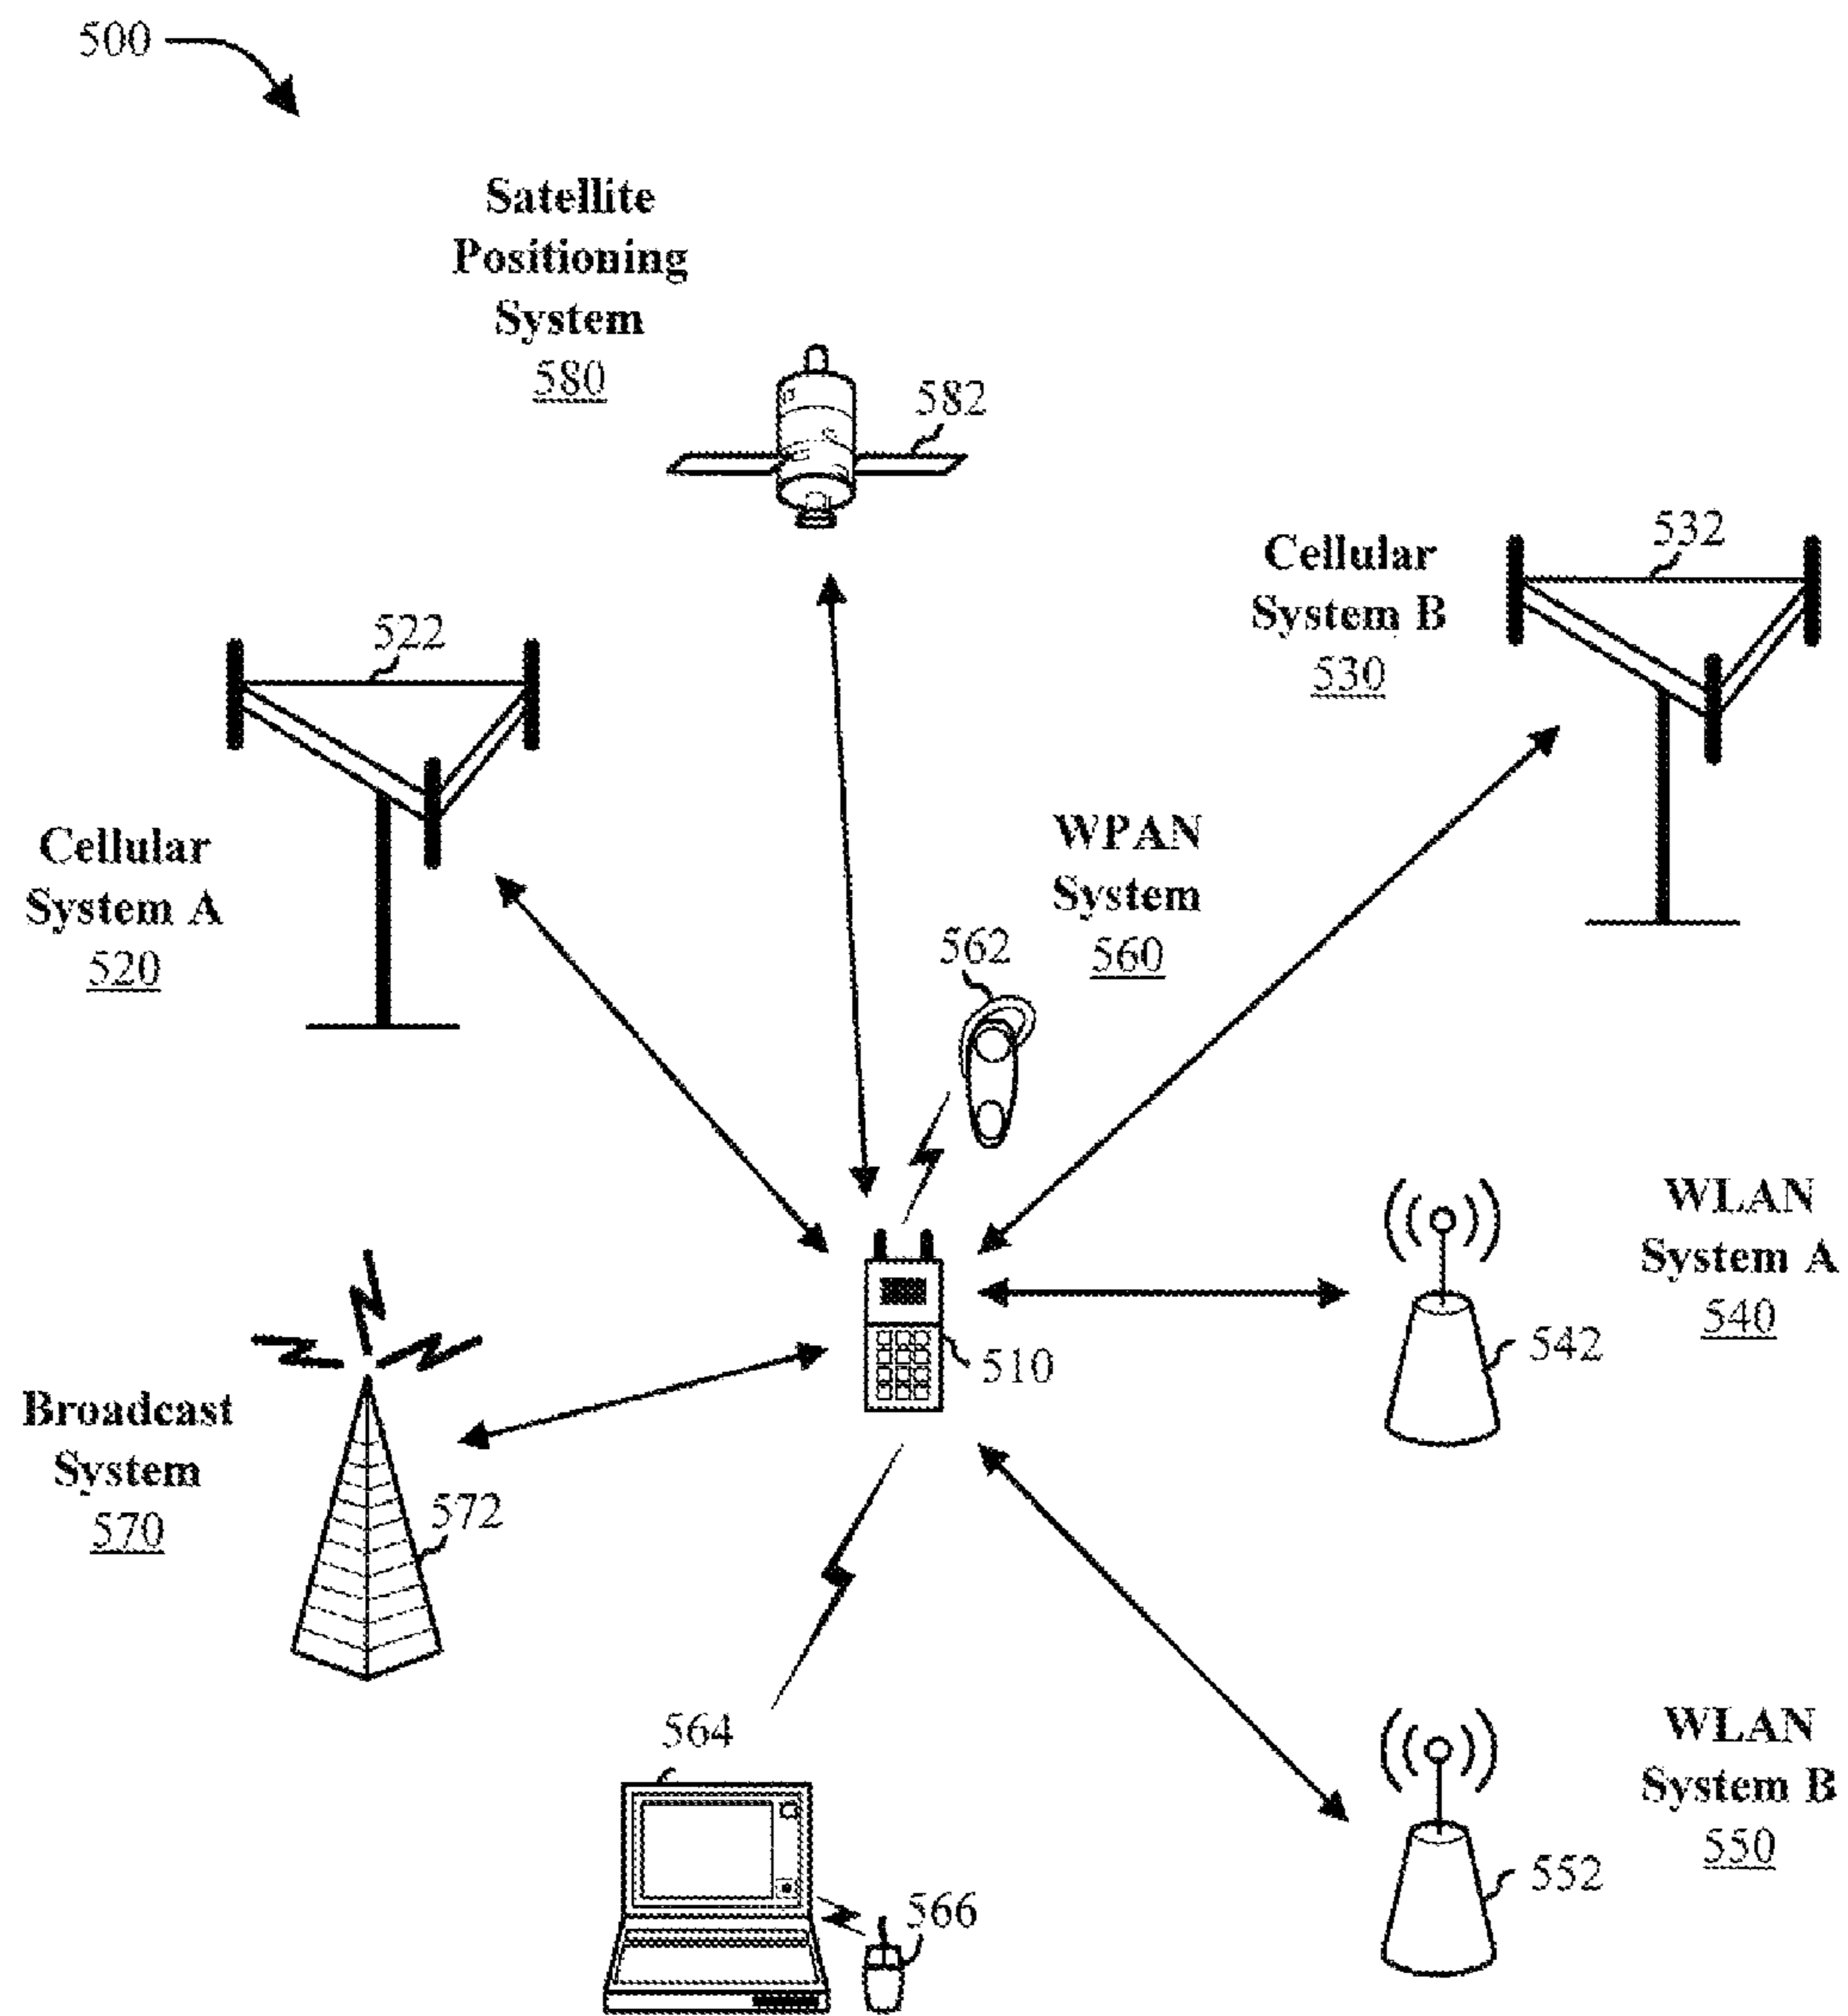 500
Satellite
Positioning
System
580
582
Cellular
System B
530
532
522
Cellular
System A
520
WPAN
System
560
562
WLAN
System A
540
542
510
Broadcast
System
570
572
564
566
WLAN
System B
550
552